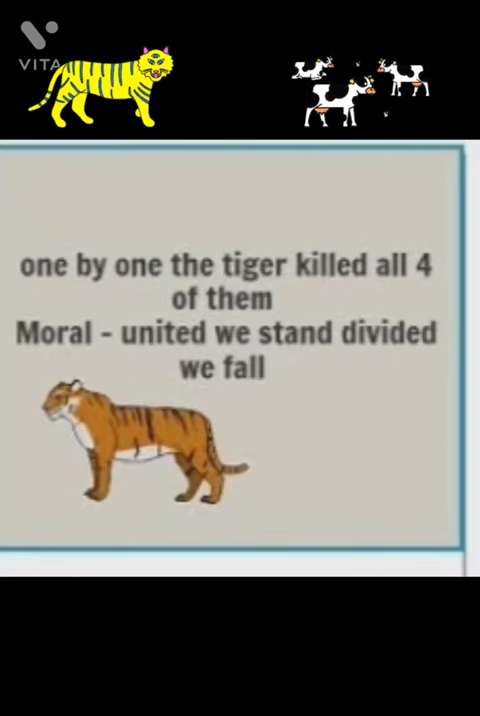 VITA
one by one the tiger killed all 4
of them
Moral - united we stand divided
we fall